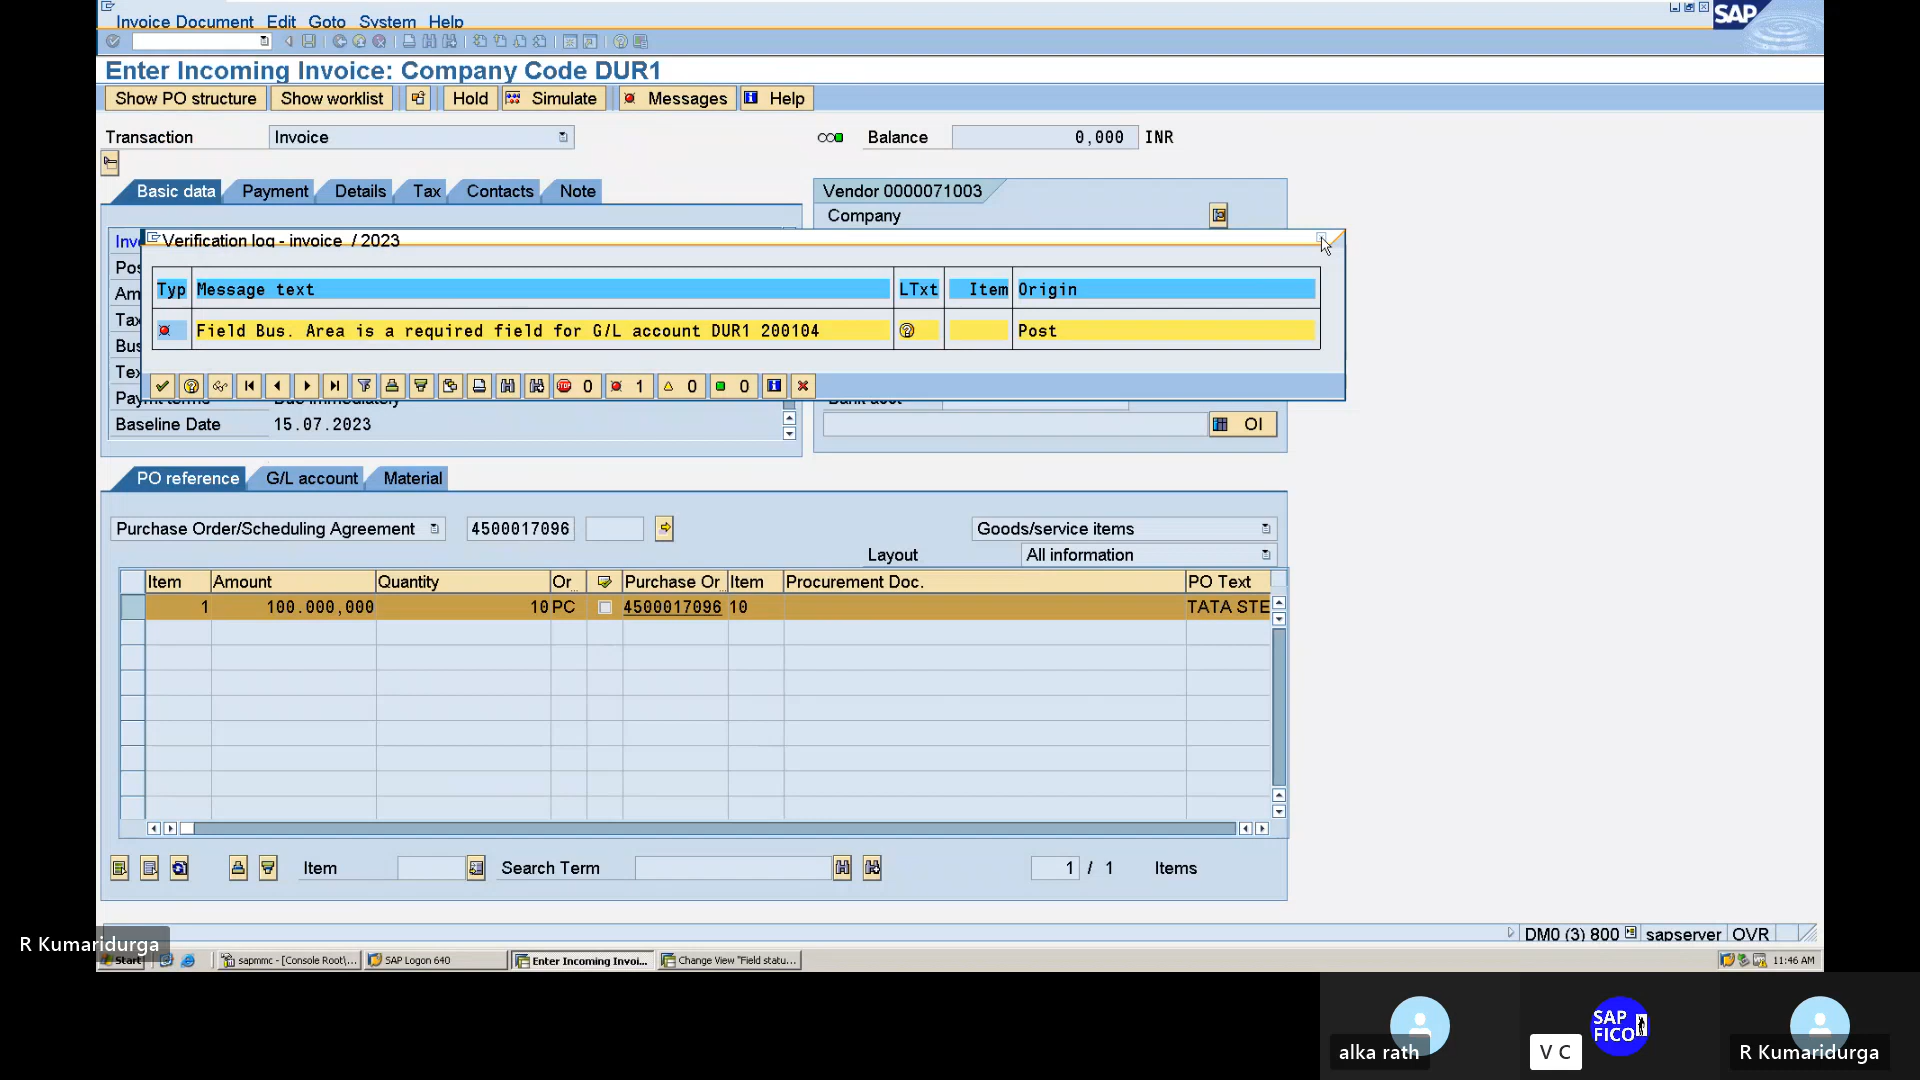 Invoice Document Edit Goto System Help
SAP
Enter Incoming Invoice: Company Code DUR1
Show PO structure Show worklist Hold Simulate Messages Help
Transaction Invoice Balance 0,000 INR
Basic data Payment Details Tax Contacts Note
Vendor 0000071003
Company
Verification log - invoice / 2023
Typ Message text LTxt Item Origin
Field Bus. Area is a required field for G/L account DUR1 200104 Post
0 1 0 0
Baseline Date 15.07.2023
OI
PO reference G/L account Material
Purchase Order/Scheduling Agreement 4500017096 Goods/service items
Layout All information
Item Amount Quantity Or Purchase Or Item Procurement Doc. PO Text
1 100.000,000 10 PC 4500017096 10 TATA STE
Item Search Term 1 / 1 Items
DM0 (3) 800 sapserver OVR
R Kumaridurga
Start sapmmc - [Console Root\... SAP Logon 640 Enter Incoming Invoi... Change View "Field statu... 11:46 AM
SAP FICO
alka rath V C R Kumaridurga